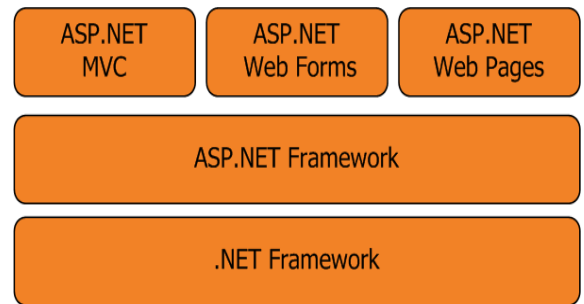 ASP.NET
MVC
ASP.NET
Web Forms
ASP.NET
Web Pages
ASP.NET Framework
.NET Framework